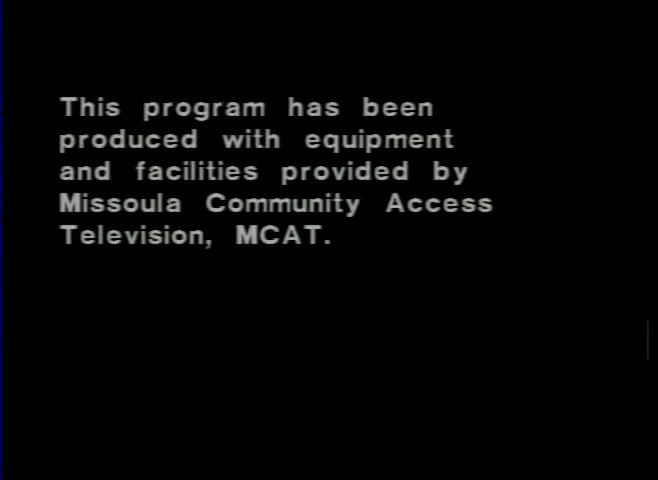 This program has been
produced with equipment
and facilities provided by
Missoula Community Access
Television, MCAT.